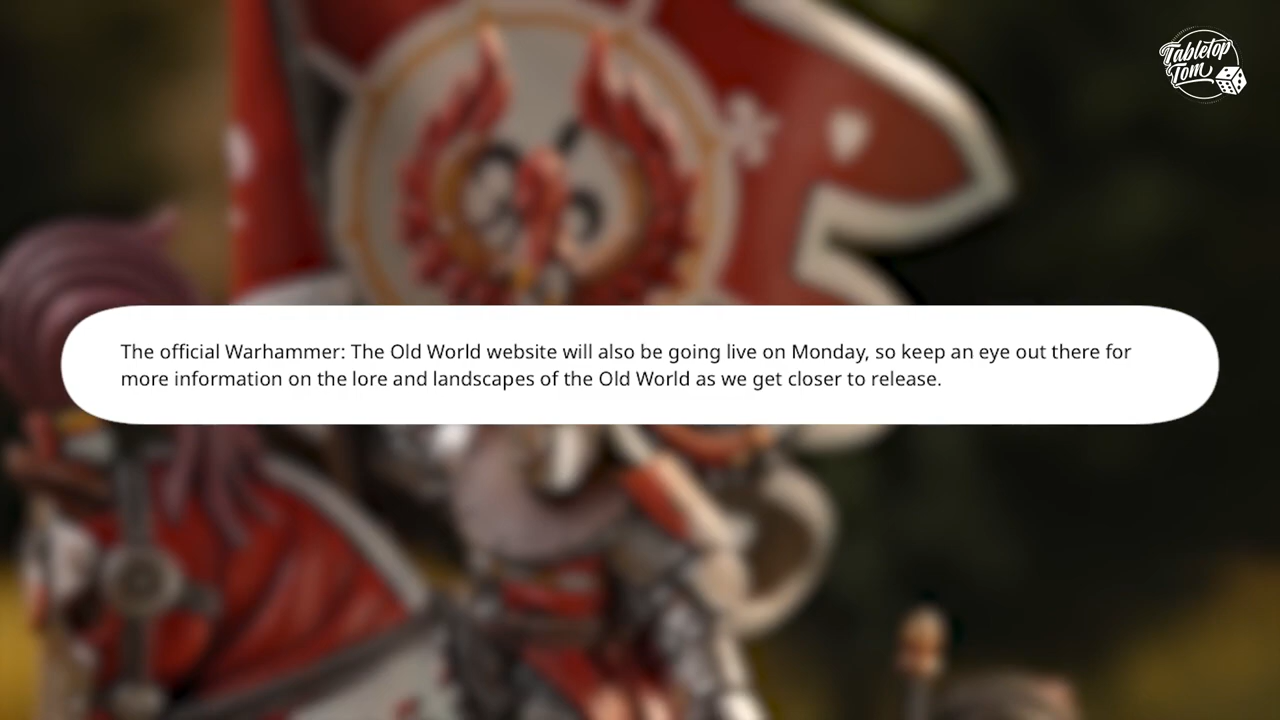 Tabletop
Tom
The official Warhammer: The Old World website will also be going live on Monday, so keep an eye out there for
more information on the lore and landscapes of the Old World as we get closer to release.